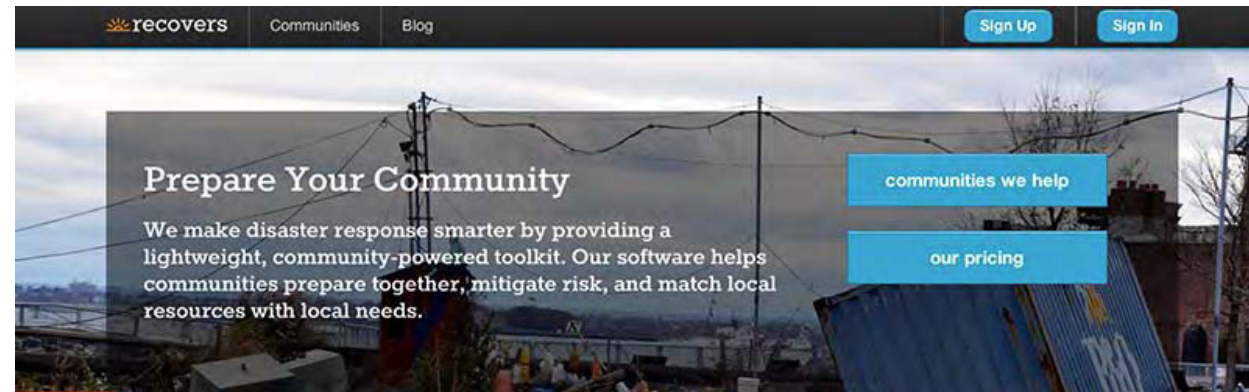 recovers Communities Blog Sign Up Sign In
Prepare Your Community
We make disaster response smarter by providing a
lightweight, community-powered toolkit. Our software helps
communities prepare together, mitigate risk, and match local
resources with local needs.
communities we help
our pricing